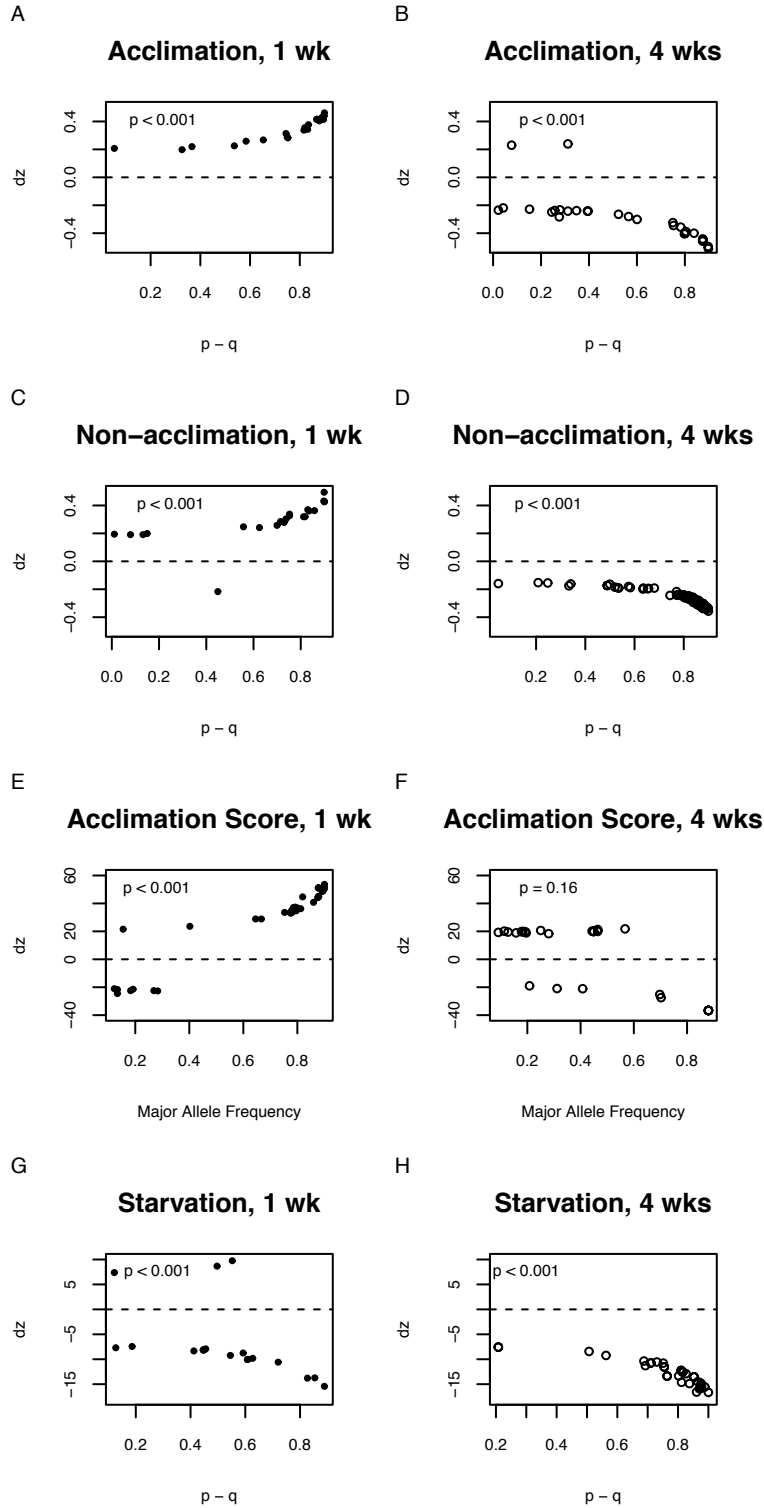 A
Acclimation, 1 wk
p < 0.001
dz
0.4
0.0
−0.4
0.2 0.4 0.6 0.8
p − q
B
Acclimation, 4 wks
p < 0.001
dz
0.4
0.0
−0.4
0.0 0.2 0.4 0.6 0.8
p − q
C
Non−acclimation, 1 wk
p < 0.001
dz
0.4
0.0
−0.4
0.0 0.2 0.4 0.6 0.8
p − q
D
Non−acclimation, 4 wks
p < 0.001
dz
0.4
0.0
−0.4
0.2 0.4 0.6 0.8
p − q
E
Acclimation Score, 1 wk
p < 0.001
dz
60
20
0
−40
0.2 0.4 0.6 0.8
Major Allele Frequency
F
Acclimation Score, 4 wks
p = 0.16
dz
60
20
0
−40
0.2 0.4 0.6 0.8
Major Allele Frequency
G
Starvation, 1 wk
p < 0.001
dz
5
−5
−15
0.2 0.4 0.6 0.8
p − q
H
Starvation, 4 wks
p < 0.001
dz
5
−5
−15
0.2 0.4 0.6 0.8
p − q